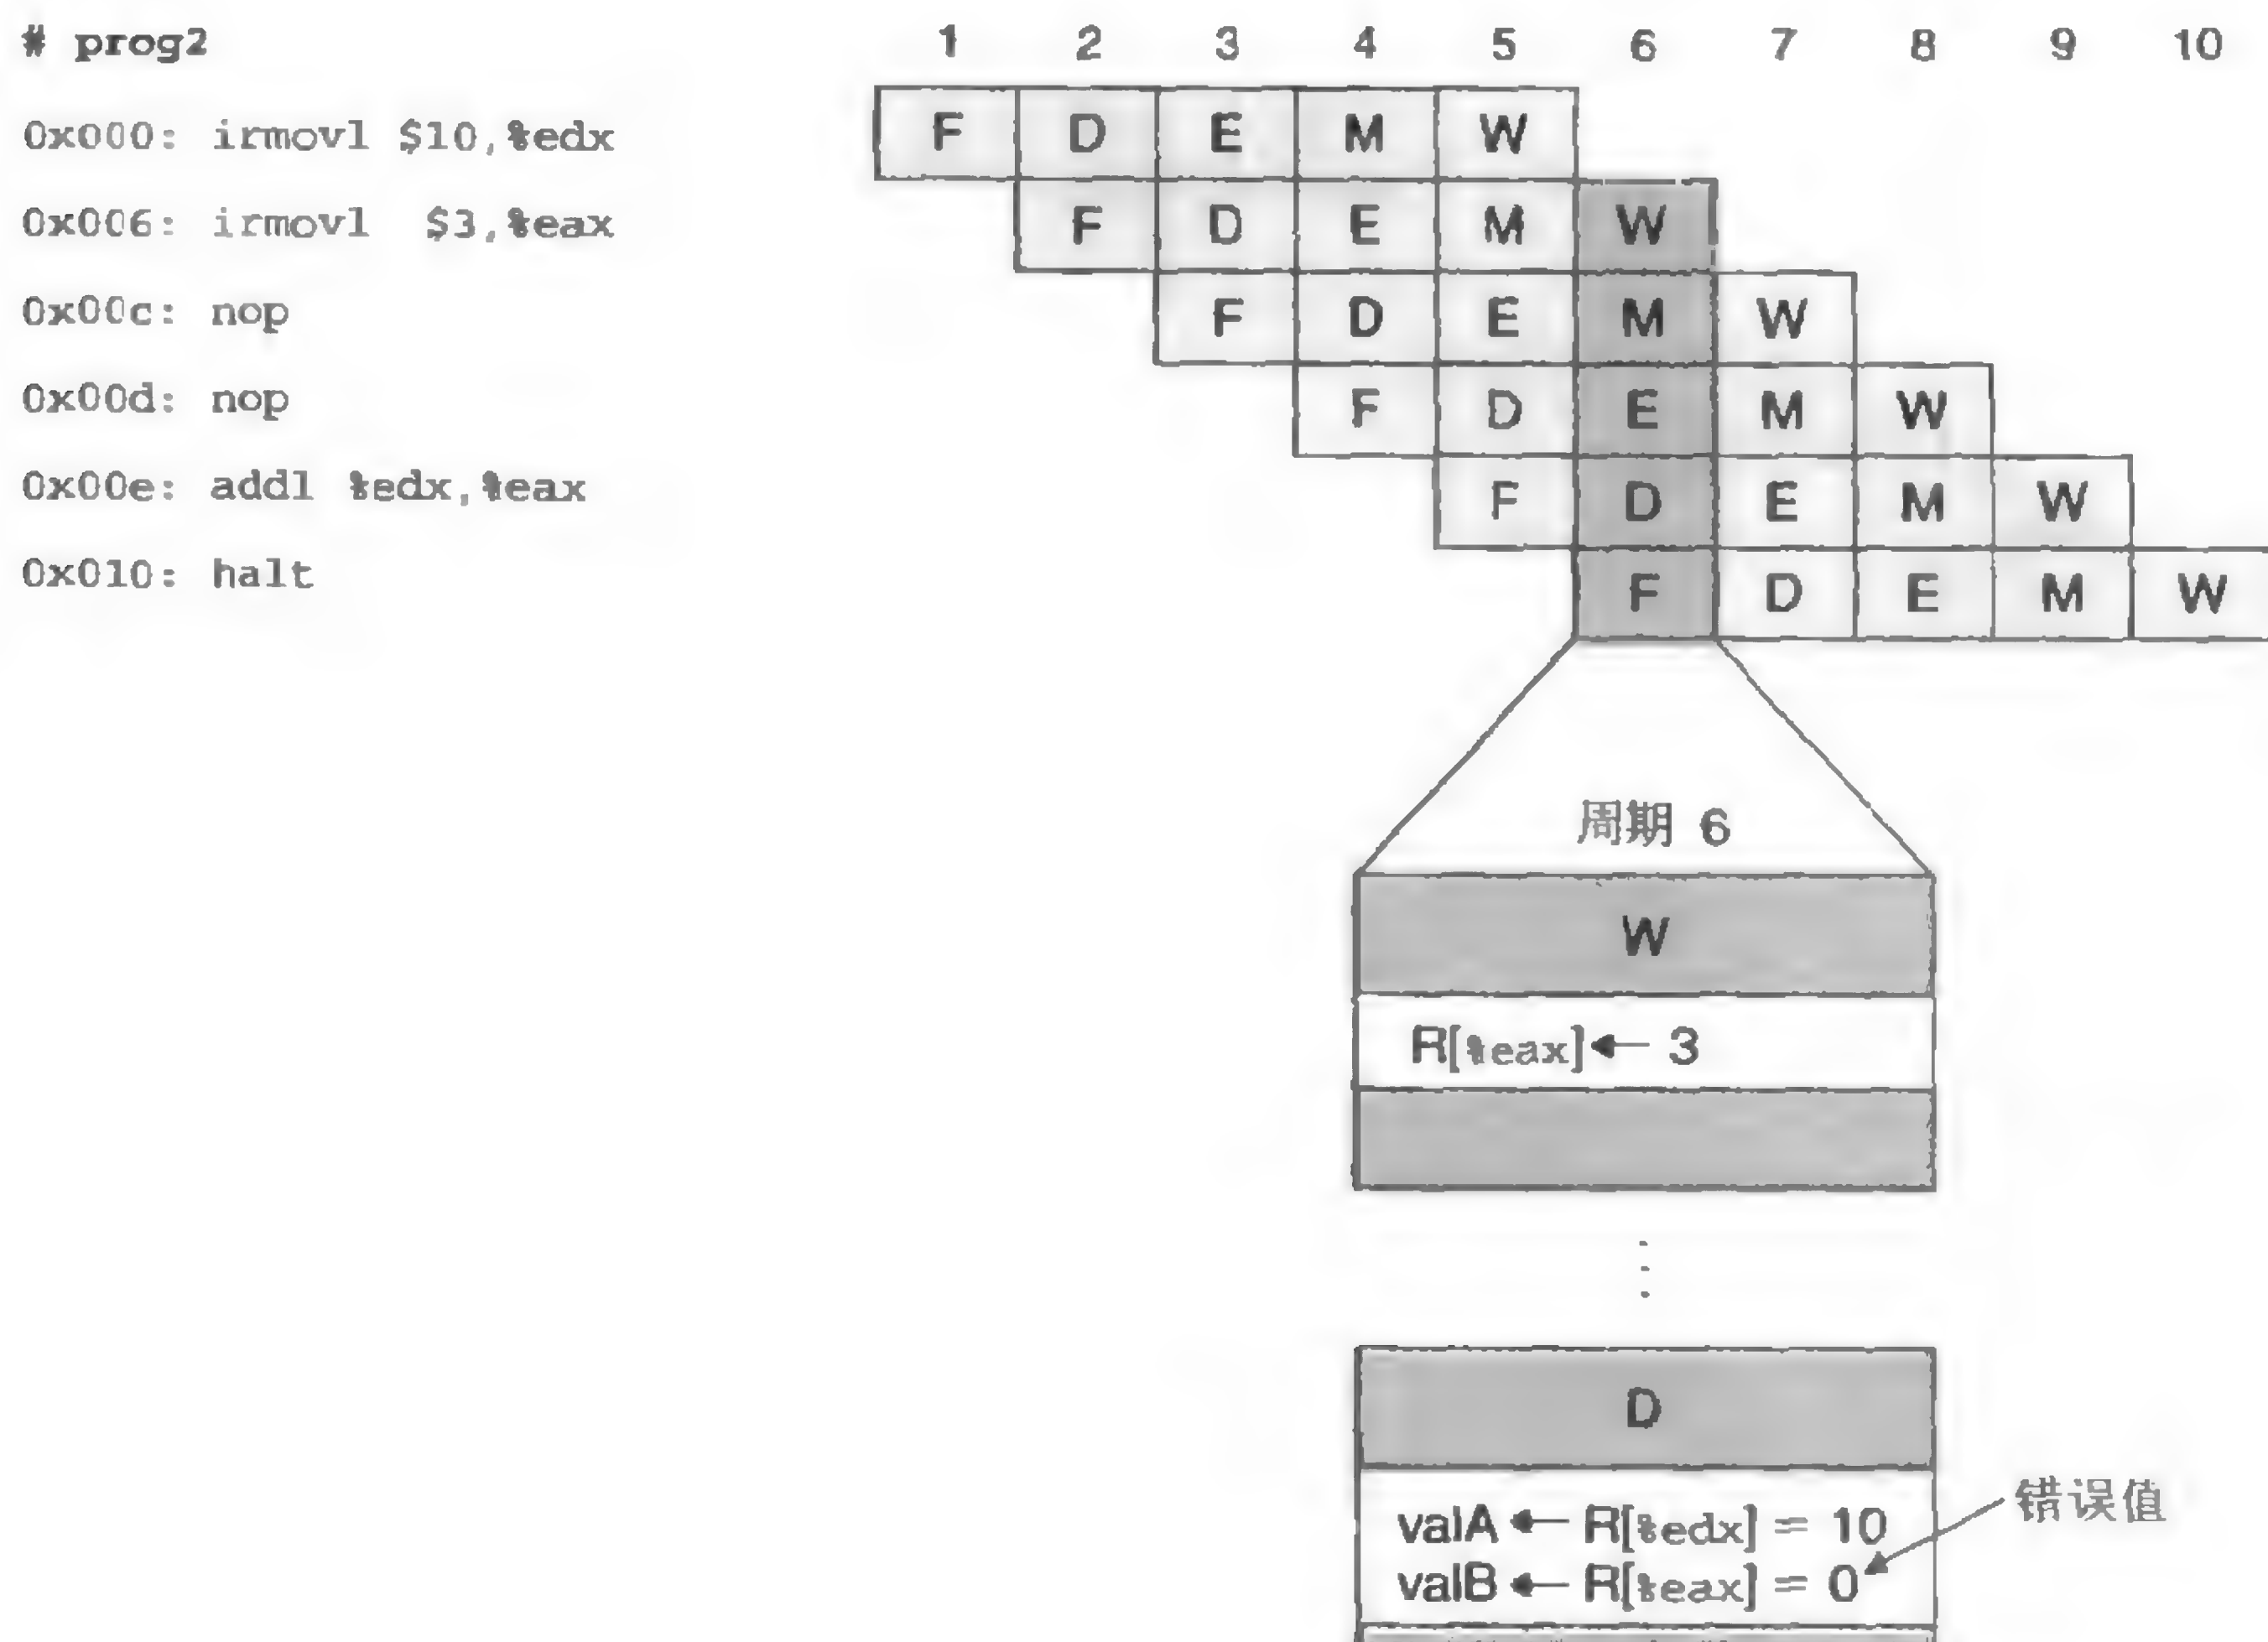 # prog2
1 2 3 4 5 6 7 8 9 10
0x000: irmovl $10,%edx F D E M W
0x006: irmovl $3,%eax F D E M W
0x00c: nop F D E M W
0x00d: nop F D E M W
0x00e: addl %edx,%eax F D E M W
0x010: halt F D E M W
周期 6
W
R[%eax] ← 3
⋮
D
valA ← R[%edx] = 10
错误值
valB ← R[%eax] = 0